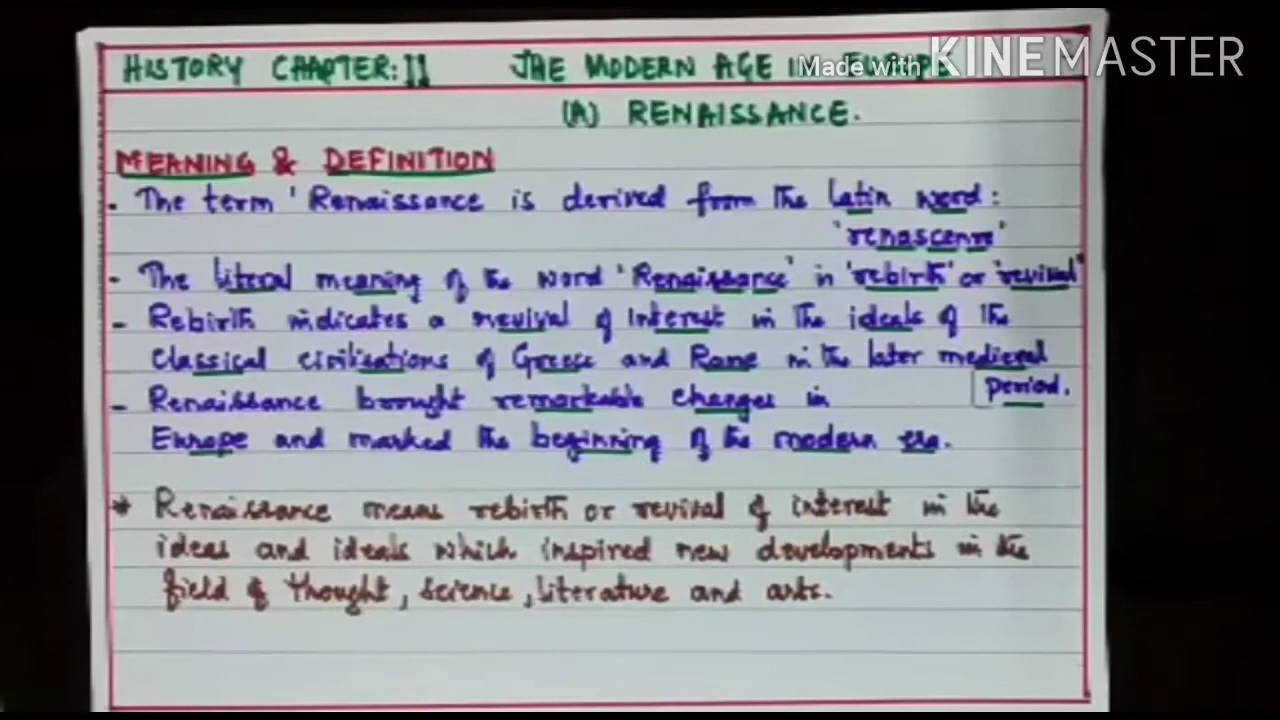 HISTORY CHAPTER: 11 THE MODERN AGE IN EUROPE
Made with KINEMASTER
(A) RENAISSANCE.
MEANING & DEFINITION
- The term 'Renaissance is derived from the Latin word:
'renascere'
- The literal meaning of the word 'Renaissance' is 'rebirth' or 'revival'
- Rebirth indicates a revival of interest in the ideals of the
classical civilisations of Greece and Rome in the later medieval
period.
- Renaissance brought remarkable changes in
Europe and marked the beginning of the modern era.
* Renaissance means rebirth or revival of interest in the
ideas and ideals which inspired new developments in the
field of thought, science, literature and arts.